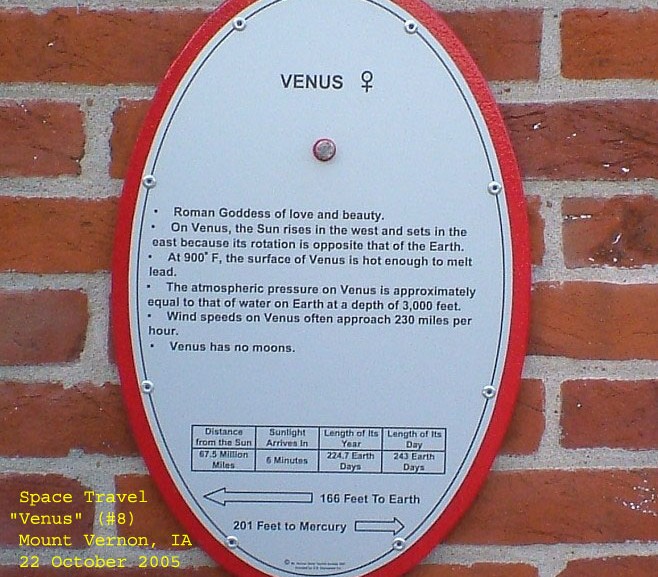 VENUS ♀
• Roman Goddess of love and beauty.
• On Venus, the Sun rises in the west and sets in the
east because its rotation is opposite that of the Earth.
• At 900° F, the surface of Venus is hot enough to melt
lead.
• The atmospheric pressure on Venus is approximately
equal to that of water on Earth at a depth of 3,000 feet.
• Wind speeds on Venus often approach 230 miles per
hour.
• Venus has no moons.
Distance from the Sun | Sunlight Arrives In | Length of Its Year | Length of Its Day
67.5 Million Miles | 6 Minutes | 224.7 Earth Days | 243 Earth Days
166 Feet To Earth
201 Feet to Mercury
Space Travel
"Venus" (#8)
Mount Vernon, IA
22 October 2005